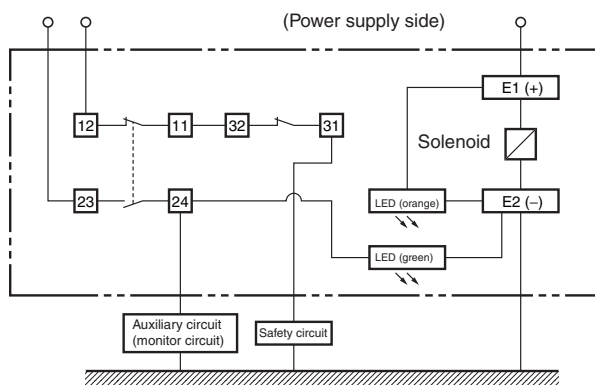 (Power supply side)
E1 (+)
12
11
32
31
Solenoid
23
24
LED (orange)
E2 (–)
LED (green)
Auxiliary circuit
(monitor circuit)
Safety circuit